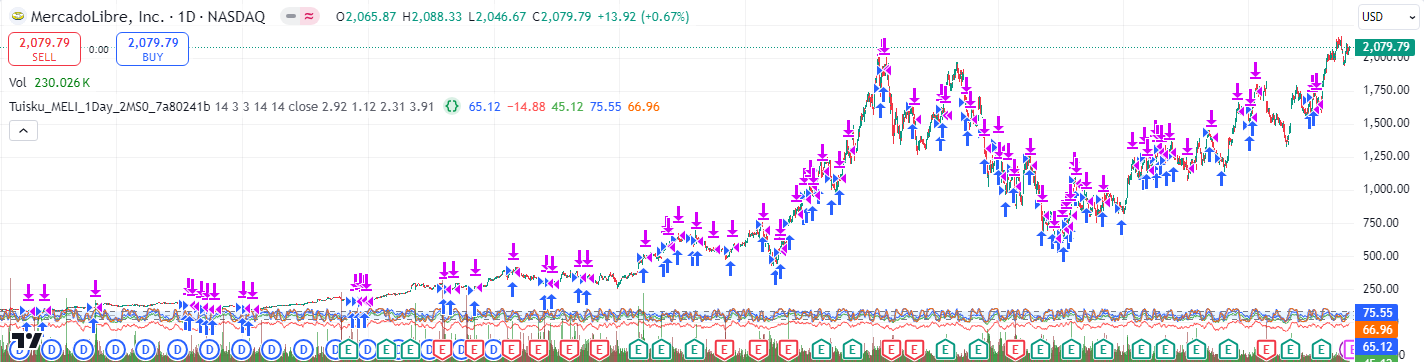 MercadoLibre, Inc. · 1D · NASDAQ O2,065.87 H2,088.33 L2,046.67 C2,079.79 +13.92 (+0.67%) USD
2,079.79 SELL 0.00 2,079.79 BUY
Vol 230.026 K
Tuisku_MELI_1Day_2MS0_7a80241b 14 3 3 14 14 close 2.92 1.12 2.31 3.91 65.12 −14.88 45.12 75.55 66.96
2,079.79
2,000.00
1,750.00
1,500.00
1,250.00
1,000.00
750.00
500.00
250.00
75.55
66.96
65.12
D D D D D D D D D D D E E E D E D E D E E E E E E E E E E E E E E E E E E E E E E E E E E